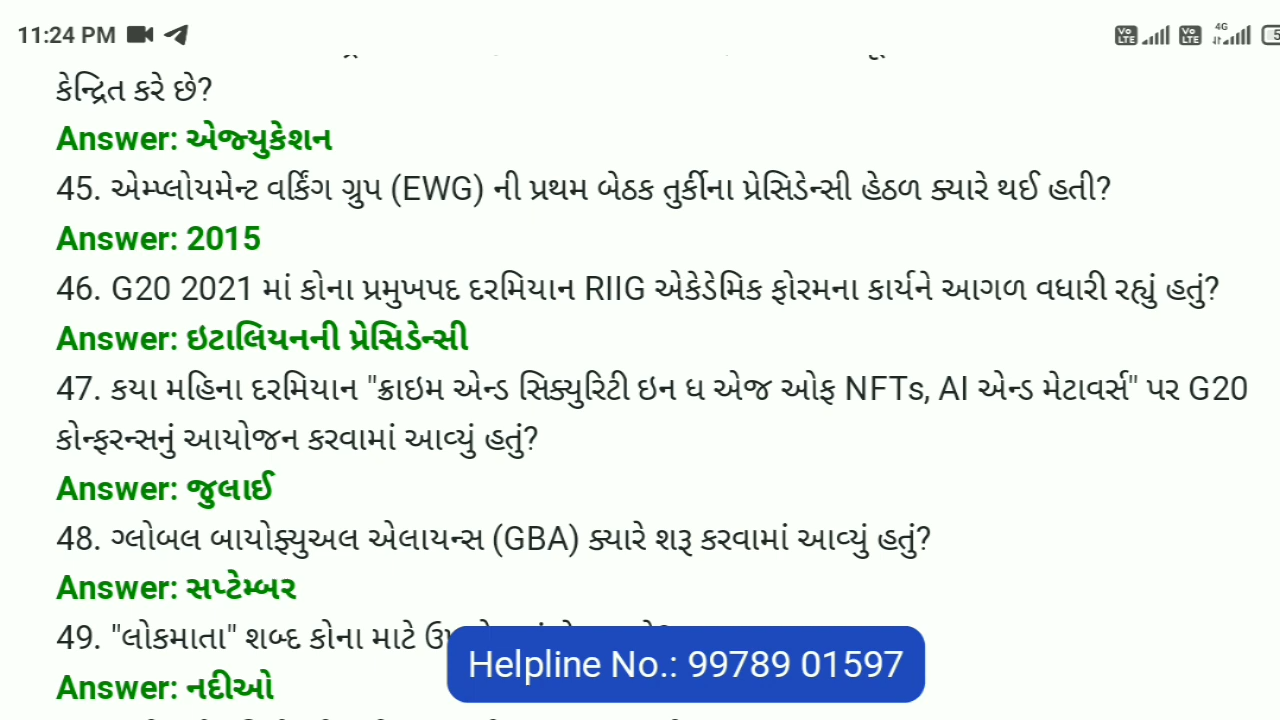 11:24 PM
VoLTE VoLTE 4G 5
કેન્દ્રિત કરે છે?
Answer: એજ્યુકેશન
45. એમ્પ્લોયમેન્ટ વર્કિંગ ગ્રુપ (EWG) ની પ્રથમ બેઠક તુર્કીના પ્રેસિડેન્સી હેઠળ ક્યારે થઈ હતી?
Answer: 2015
46. G20 2021 માં કોના પ્રમુખપદ દરમિયાન RIIG એકેડેમિક ફોરમના કાર્યને આગળ વધારી રહ્યું હતું?
Answer: ઇટાલિયનની પ્રેસિડેન્સી
47. કયા મહિના દરમિયાન "ક્રાઇમ એન્ડ સિક્યુરિટી ઇન ધ એજ ઓફ NFTs, AI એન્ડ મેટાવર્સ" પર G20
કોન્ફરન્સનું આયોજન કરવામાં આવ્યું હતું?
Answer: જુલાઈ
48. ગ્લોબલ બાયોફ્યુઅલ એલાયન્સ (GBA) ક્યારે શરૂ કરવામાં આવ્યું હતું?
Answer: સપ્ટેમ્બર
49. "લોકમાતા" શબ્દ કોના માટે
Helpline No.: 99789 01597
Answer: નદીઓ